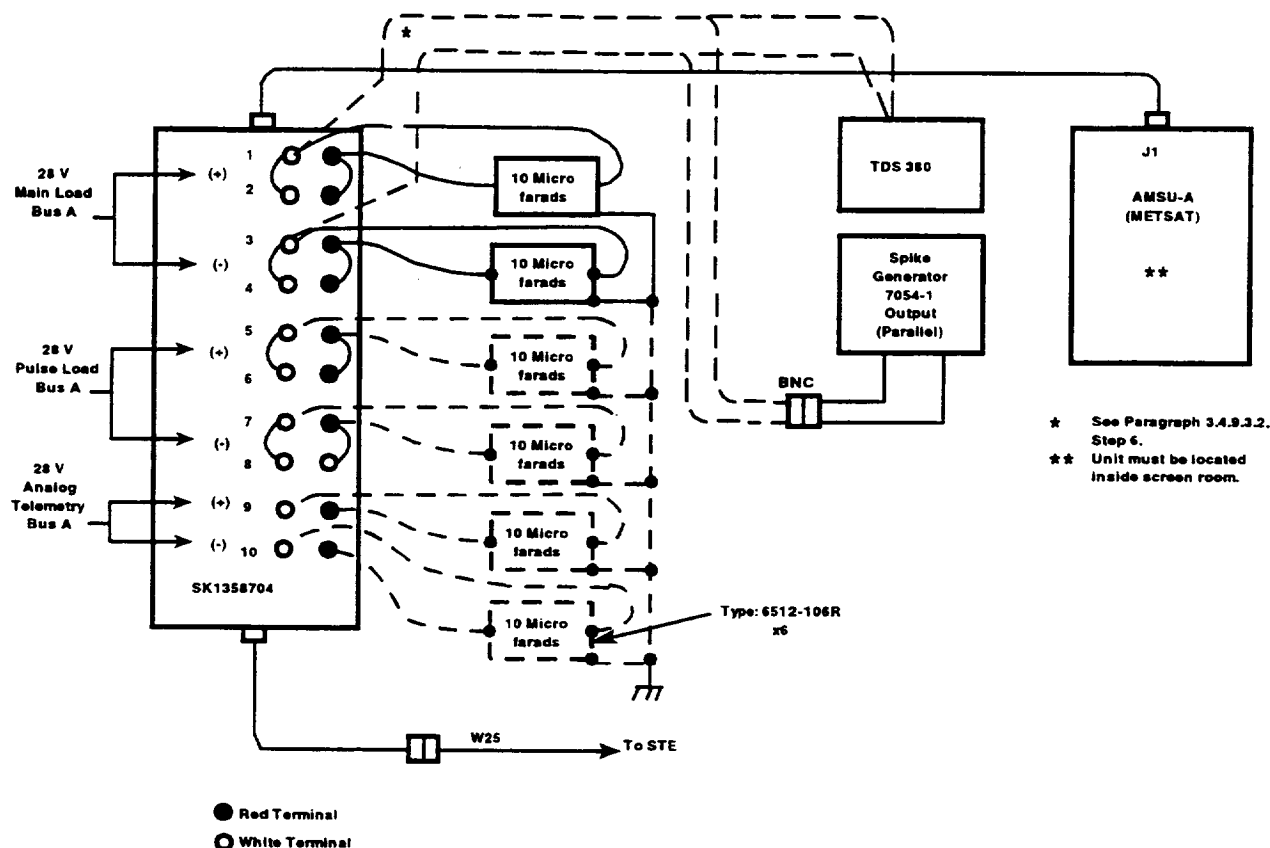 *
28 V
Main Load
Bus A
(+)
(-)
1
2
3
4
28 V
Pulse Load
Bus A
(+)
(-)
5
6
7
8
28 V
Analog
Telemetry
Bus A
(+)
(-)
9
10
SK1358704
10 Micro
farads
10 Micro
farads
10 Micro
farads
10 Micro
farads
10 Micro
farads
10 Micro
farads
Type: 6512-106R
x6
TDS 380
Spike
Generator
7054-1
Output
(Parallel)
BNC
J1
AMSU-A
(METSAT)
**
* See Paragraph 3.4.9.3.2,
Step 6.
** Unit must be located
inside screen room.
W25
To STE
Red Terminal
White Terminal